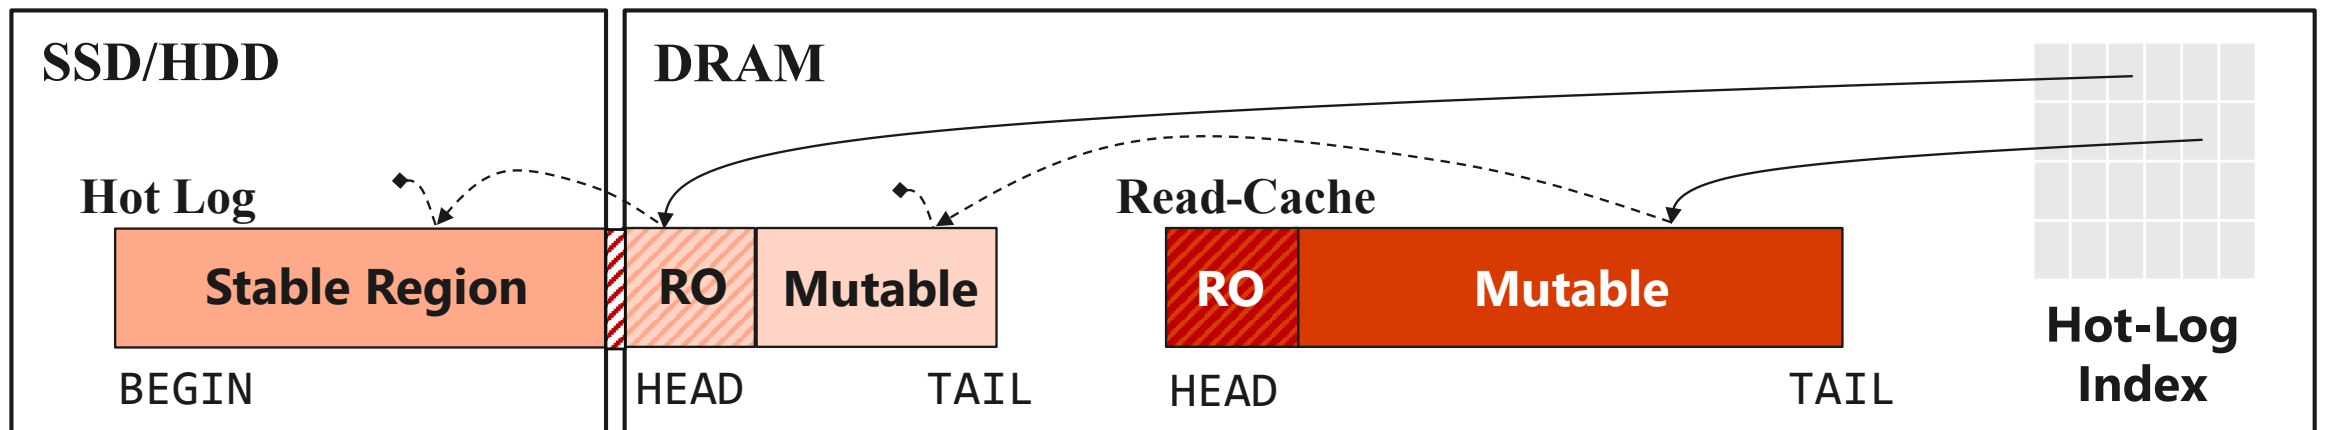 SSD/HDD
DRAM
Hot Log
Read-Cache
Stable Region
RO
Mutable
RO
Mutable
BEGIN
HEAD
TAIL
HEAD
TAIL
Hot-Log
Index